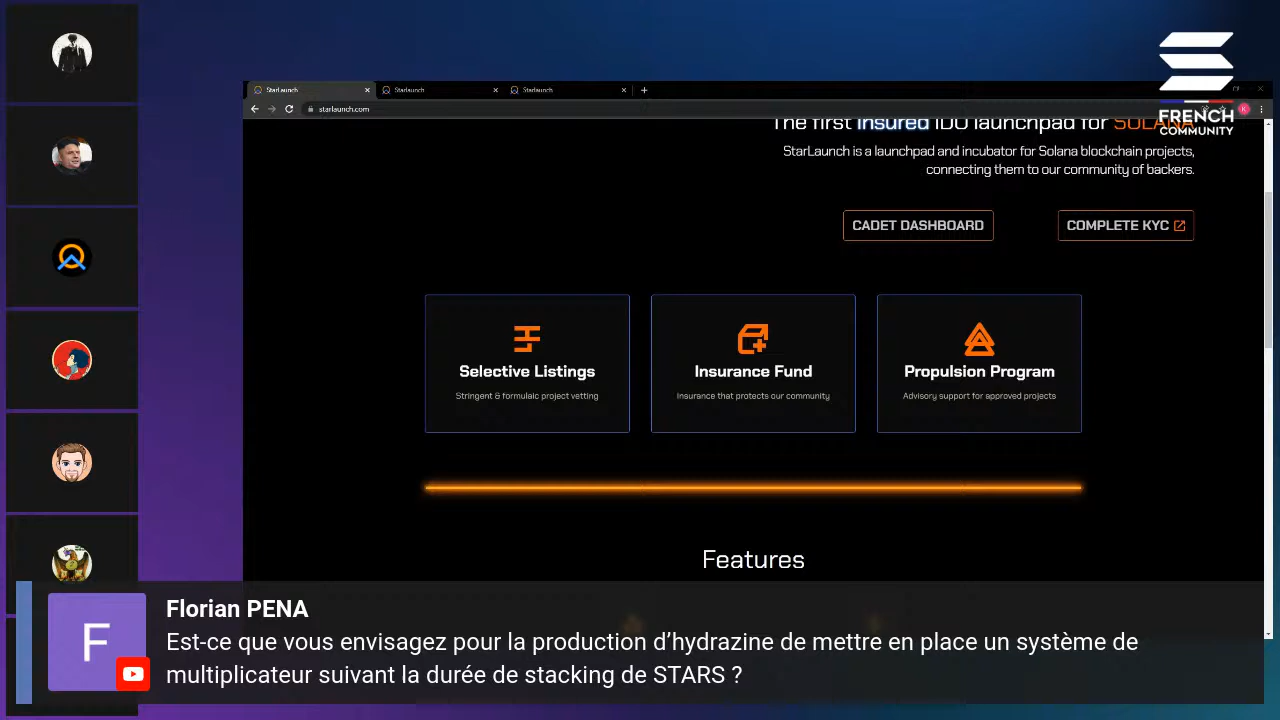 StarLaunch
StarLaunch
StarLaunch
starlaunch.com
FRENCH
COMMUNITY
The first insured IDO launchpad for SOLANA
StarLaunch is a launchpad and incubator for Solana blockchain projects,
connecting them to our community of backers.
CADET DASHBOARD
COMPLETE KYC
Selective Listings
Stringent & formulaic project vetting
Insurance Fund
Insurance that protects our community
Propulsion Program
Advisory support for approved projects
Features
F
Florian PENA
Est-ce que vous envisagez pour la production d’hydrazine de mettre en place un système de
multiplicateur suivant la durée de stacking de STARS ?